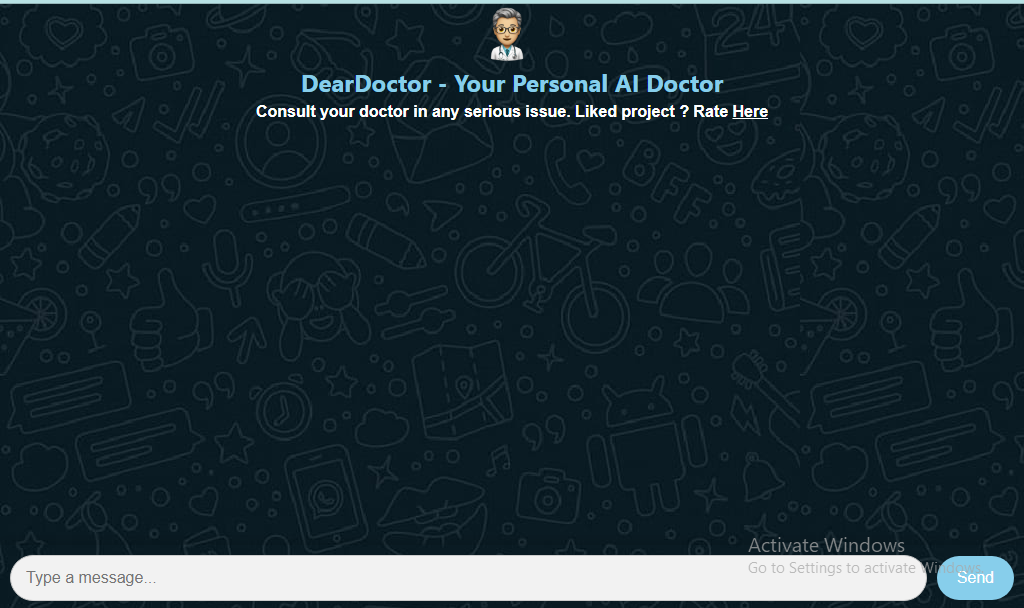 DearDoctor - Your Personal AI Doctor
Consult your doctor in any serious issue. Liked project ? Rate Here
Activate Windows
Go to Settings to activate Windows.
Type a message...
Send